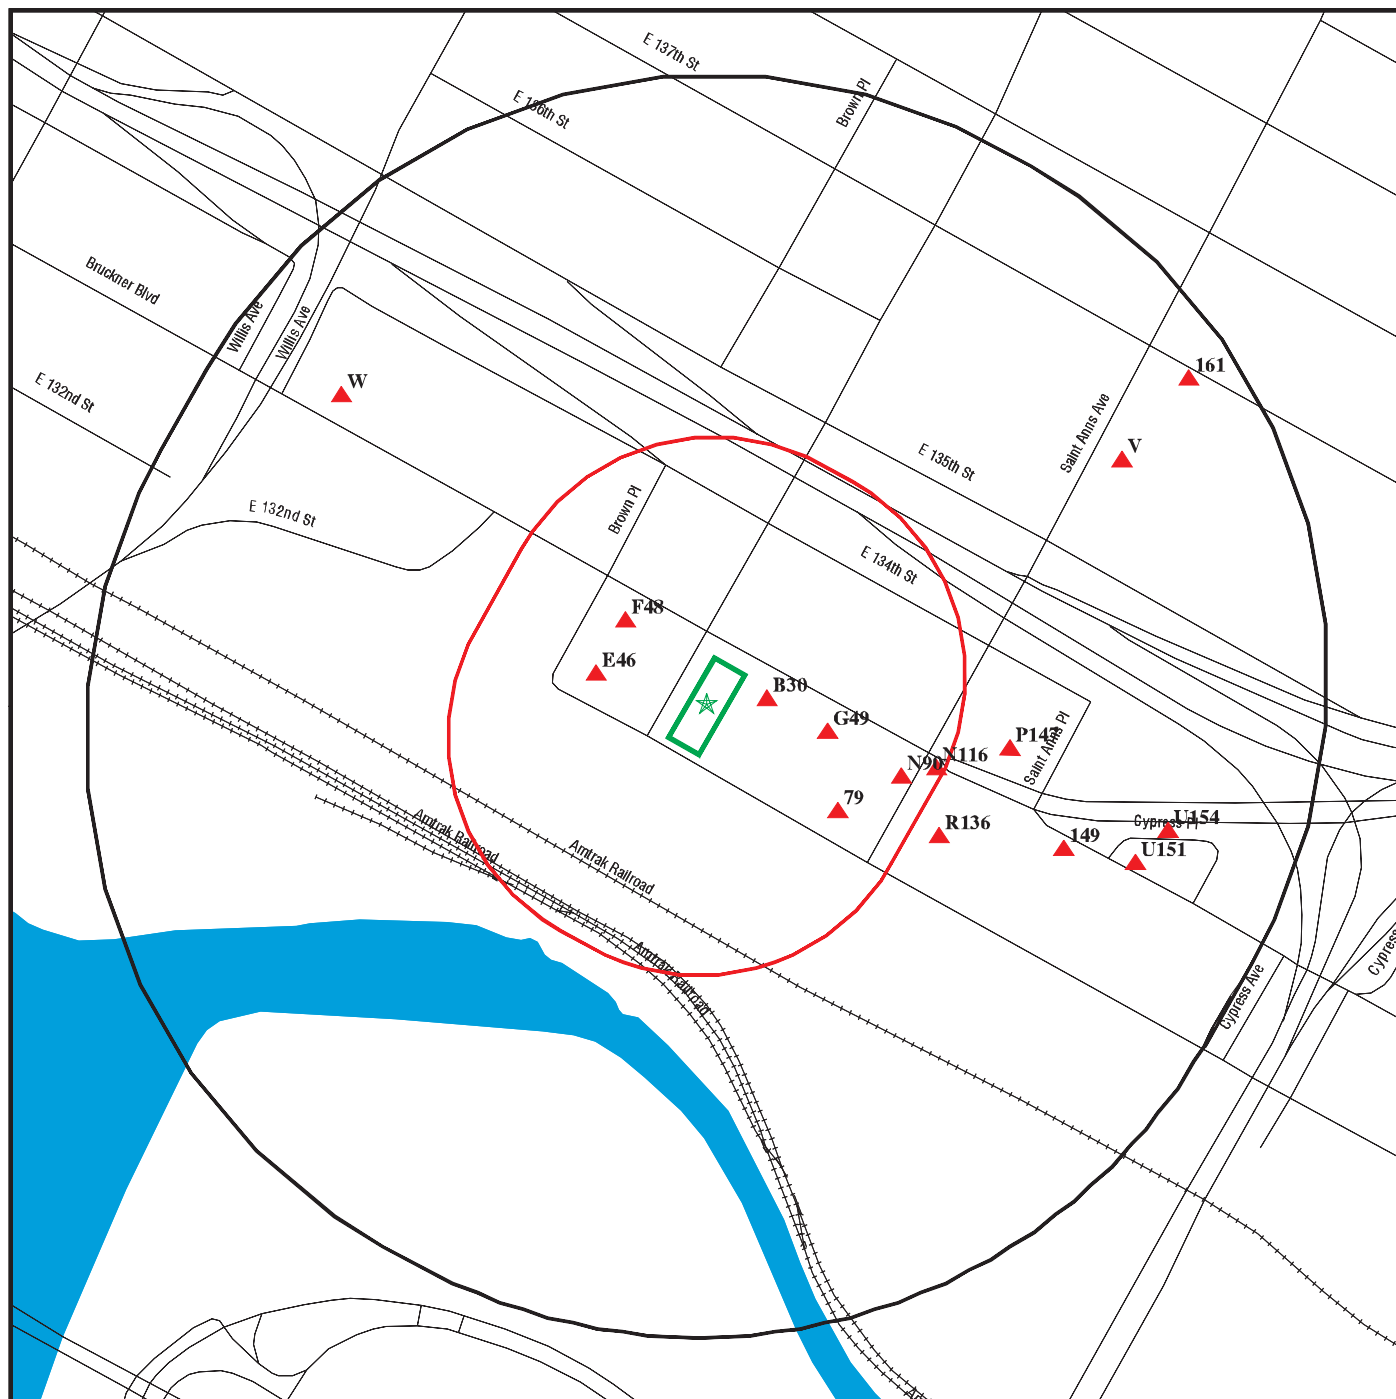 E 137th St
E 136th St
Brown Pl
Bruckner Blvd
Willis Ave
Willis Ave
E 132nd St
W
161
Saint Anns Ave
V
E 135th St
Brown Pl
E 132nd St
E 134th St
F48
E46
B30
G49
Saint Anns Pl
P147
N90
N116
79
R136
149
Cypress Pl
U154
U151
Amtrak Railroad
Amtrak Railroad
Amtrak Railroad
Cypress Ave
Cypress